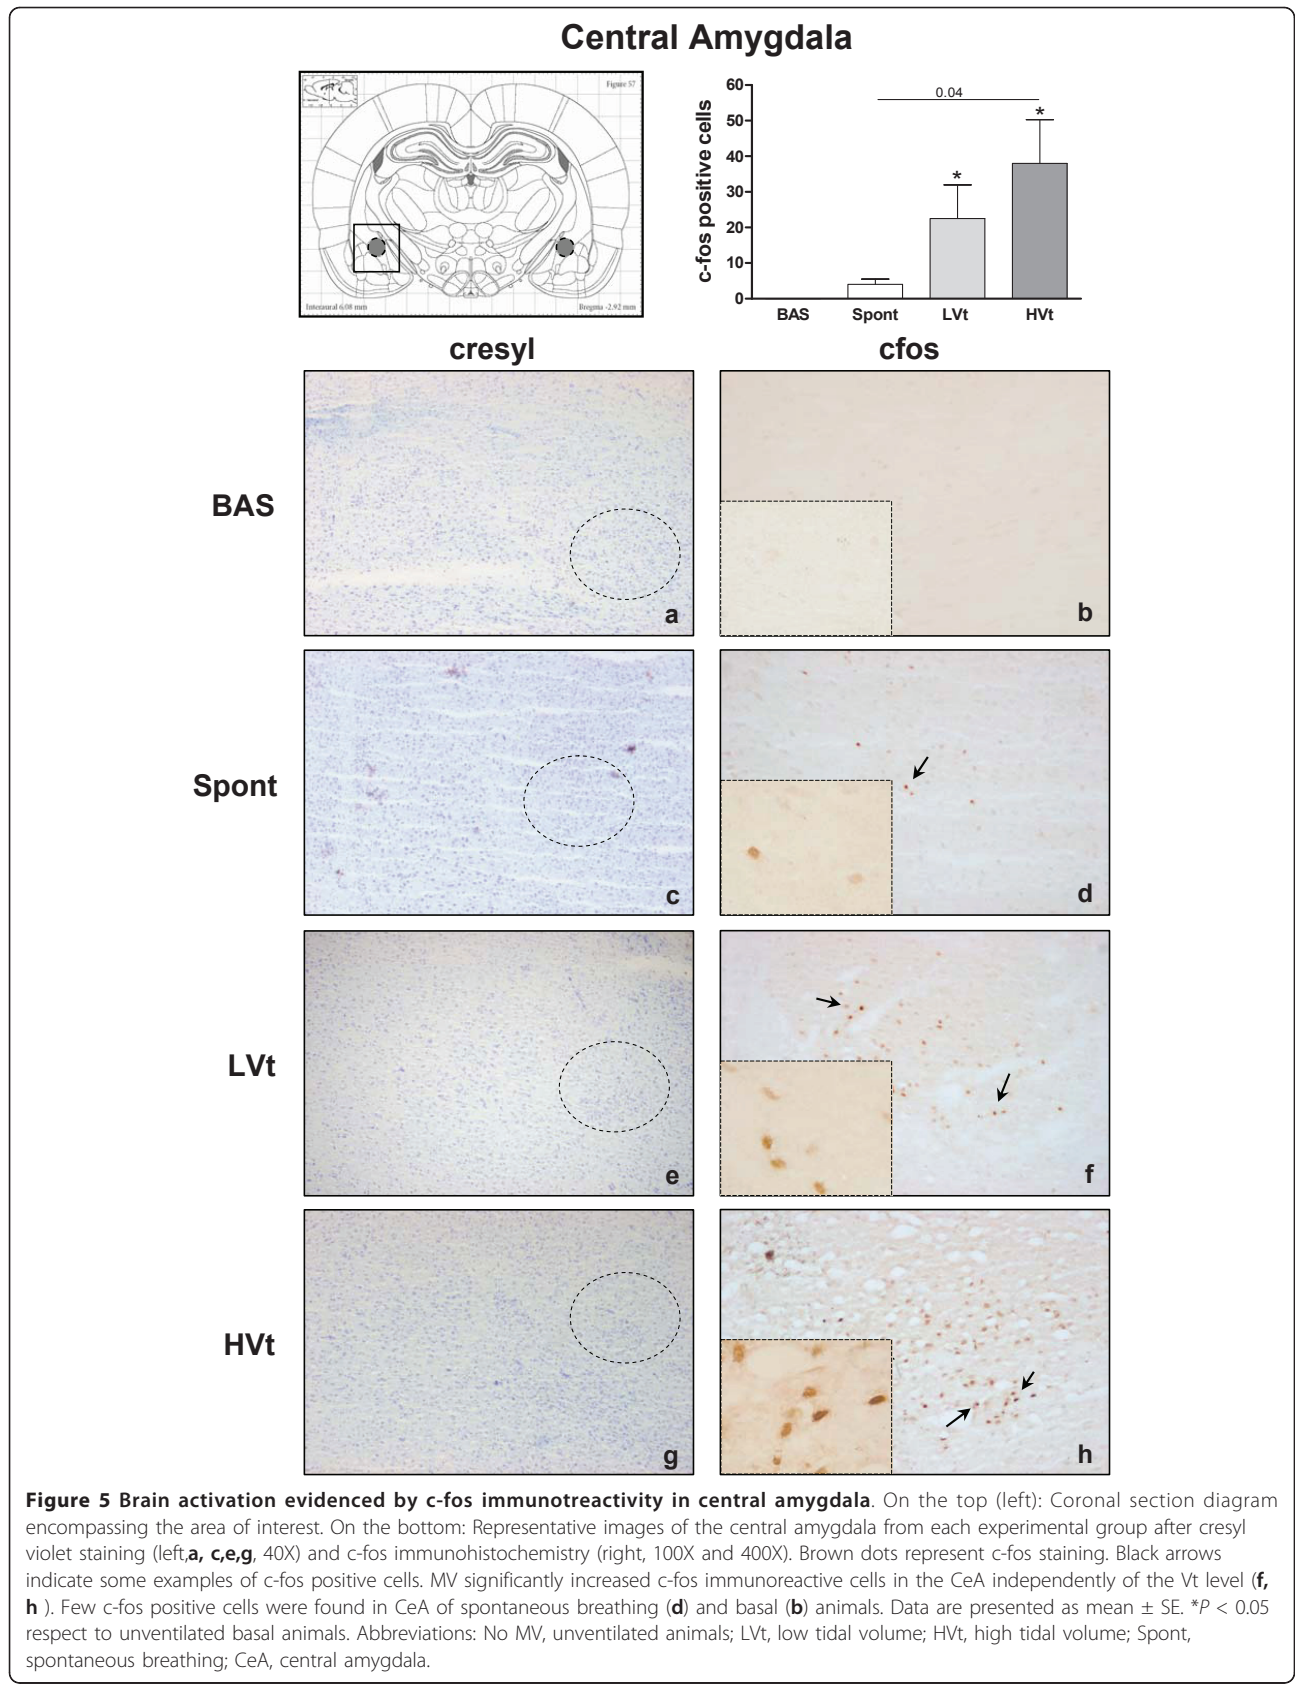 Central Amygdala
Figure 57
Interaural 6.08 mm
Bregma -2.92 mm
c-fos positive cells
60
50
40
30
20
10
0
0.04
*
*
BAS Spont LVt HVt
cresyl cfos
BAS
a b
Spont
c d
LVt
e f
HVt
g h
Figure 5 Brain activation evidenced by c-fos immunotreactivity in central amygdala. On the top (left): Coronal section diagram
encompassing the area of interest. On the bottom: Representative images of the central amygdala from each experimental group after cresyl
violet staining (left,a, c,e,g, 40X) and c-fos immunohistochemistry (right, 100X and 400X). Brown dots represent c-fos staining. Black arrows
indicate some examples of c-fos positive cells. MV significantly increased c-fos immunoreactive cells in the CeA independently of the Vt level (f,
h ). Few c-fos positive cells were found in CeA of spontaneous breathing (d) and basal (b) animals. Data are presented as mean ± SE. *P < 0.05
respect to unventilated basal animals. Abbreviations: No MV, unventilated animals; LVt, low tidal volume; HVt, high tidal volume; Spont,
spontaneous breathing; CeA, central amygdala.